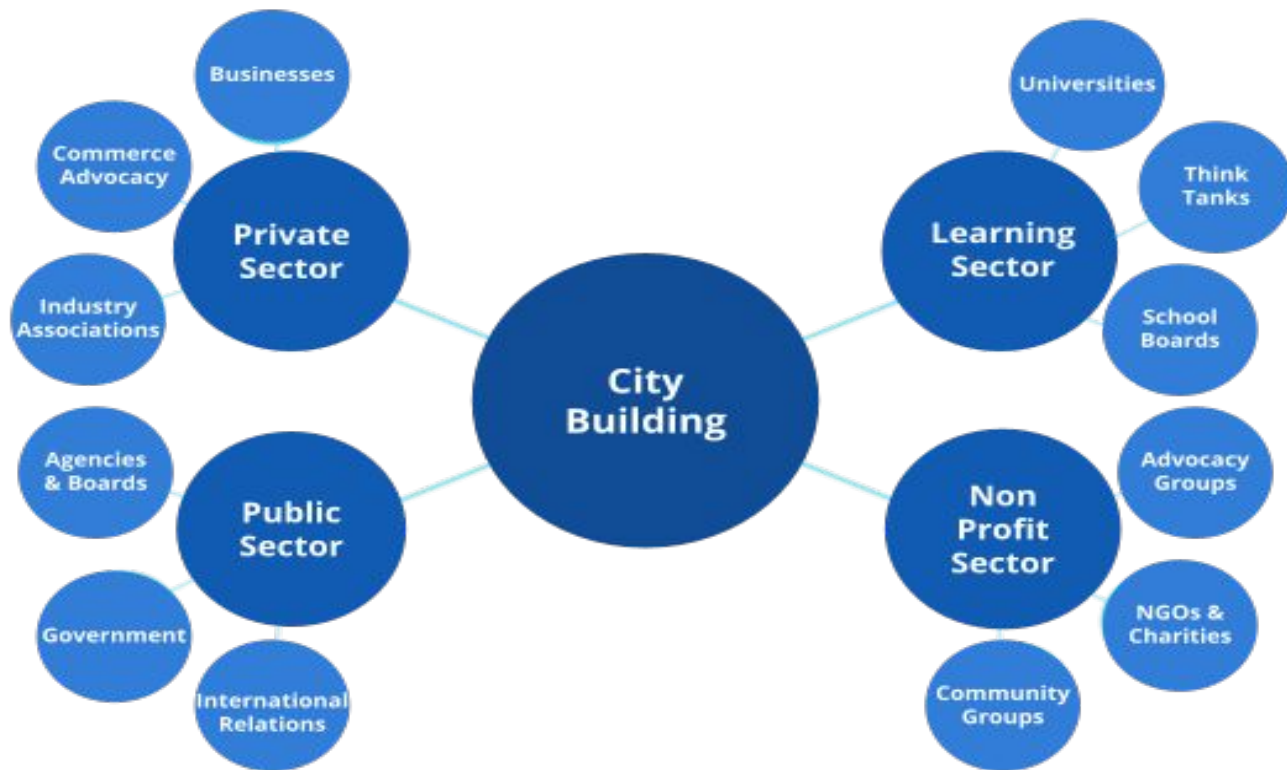 Businesses
Commerce
Advocacy
Private
Sector
Industry
Associations
Universities
Think
Tanks
Learning
Sector
School
Boards
City
Building
Agencies
& Boards
Public
Sector
Government
International
Relations
Advocacy
Groups
Non
Profit
Sector
NGOs &
Charities
Community
Groups